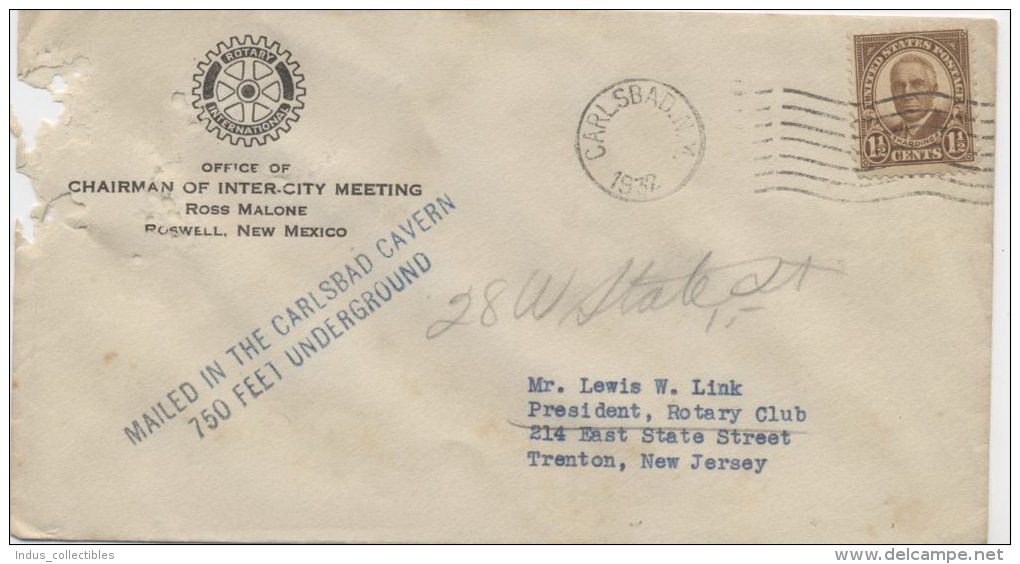 ROTARY
INTERNATIONAL
OFFICE OF
CHAIRMAN OF INTER-CITY MEETING
ROSS MALONE
ROSWELL, NEW MEXICO
CARLSBAD. N. M.
1932
UNITED STATES POSTAGE
HARDING
1½ CENTS 1½
MAILED IN THE CARLSBAD CAVERN
750 FEET UNDERGROUND
28 W State St
Mr. Lewis W. Link
President, Rotary Club
214 East State Street
Trenton, New Jersey
Indus_collectibles
www.delcampe.net